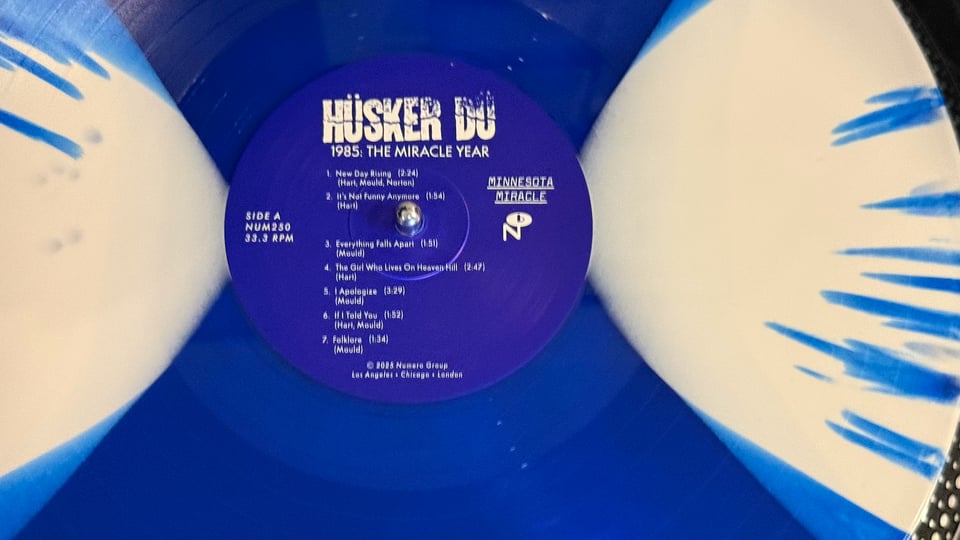 HÜSKER DÜ
1985: THE MIRACLE YEAR
1. New Day Rising (2:24)
(Hart, Mould, Norton)
2. It's Not Funny Anymore (1:54)
(Hart)
MINNESOTA
MIRACLE
N
SIDE A
NUM250
33.3 RPM
3. Everything Falls Apart (1:51)
(Mould)
4. The Girl Who Lives On Heaven Hill (2:47)
(Hart)
5. I Apologize (3:29)
(Mould)
6. If I Told You (1:52)
(Hart, Mould)
7. Folklore (1:34)
(Mould)
© 2025 Numero Group
Los Angeles • Chicago • London